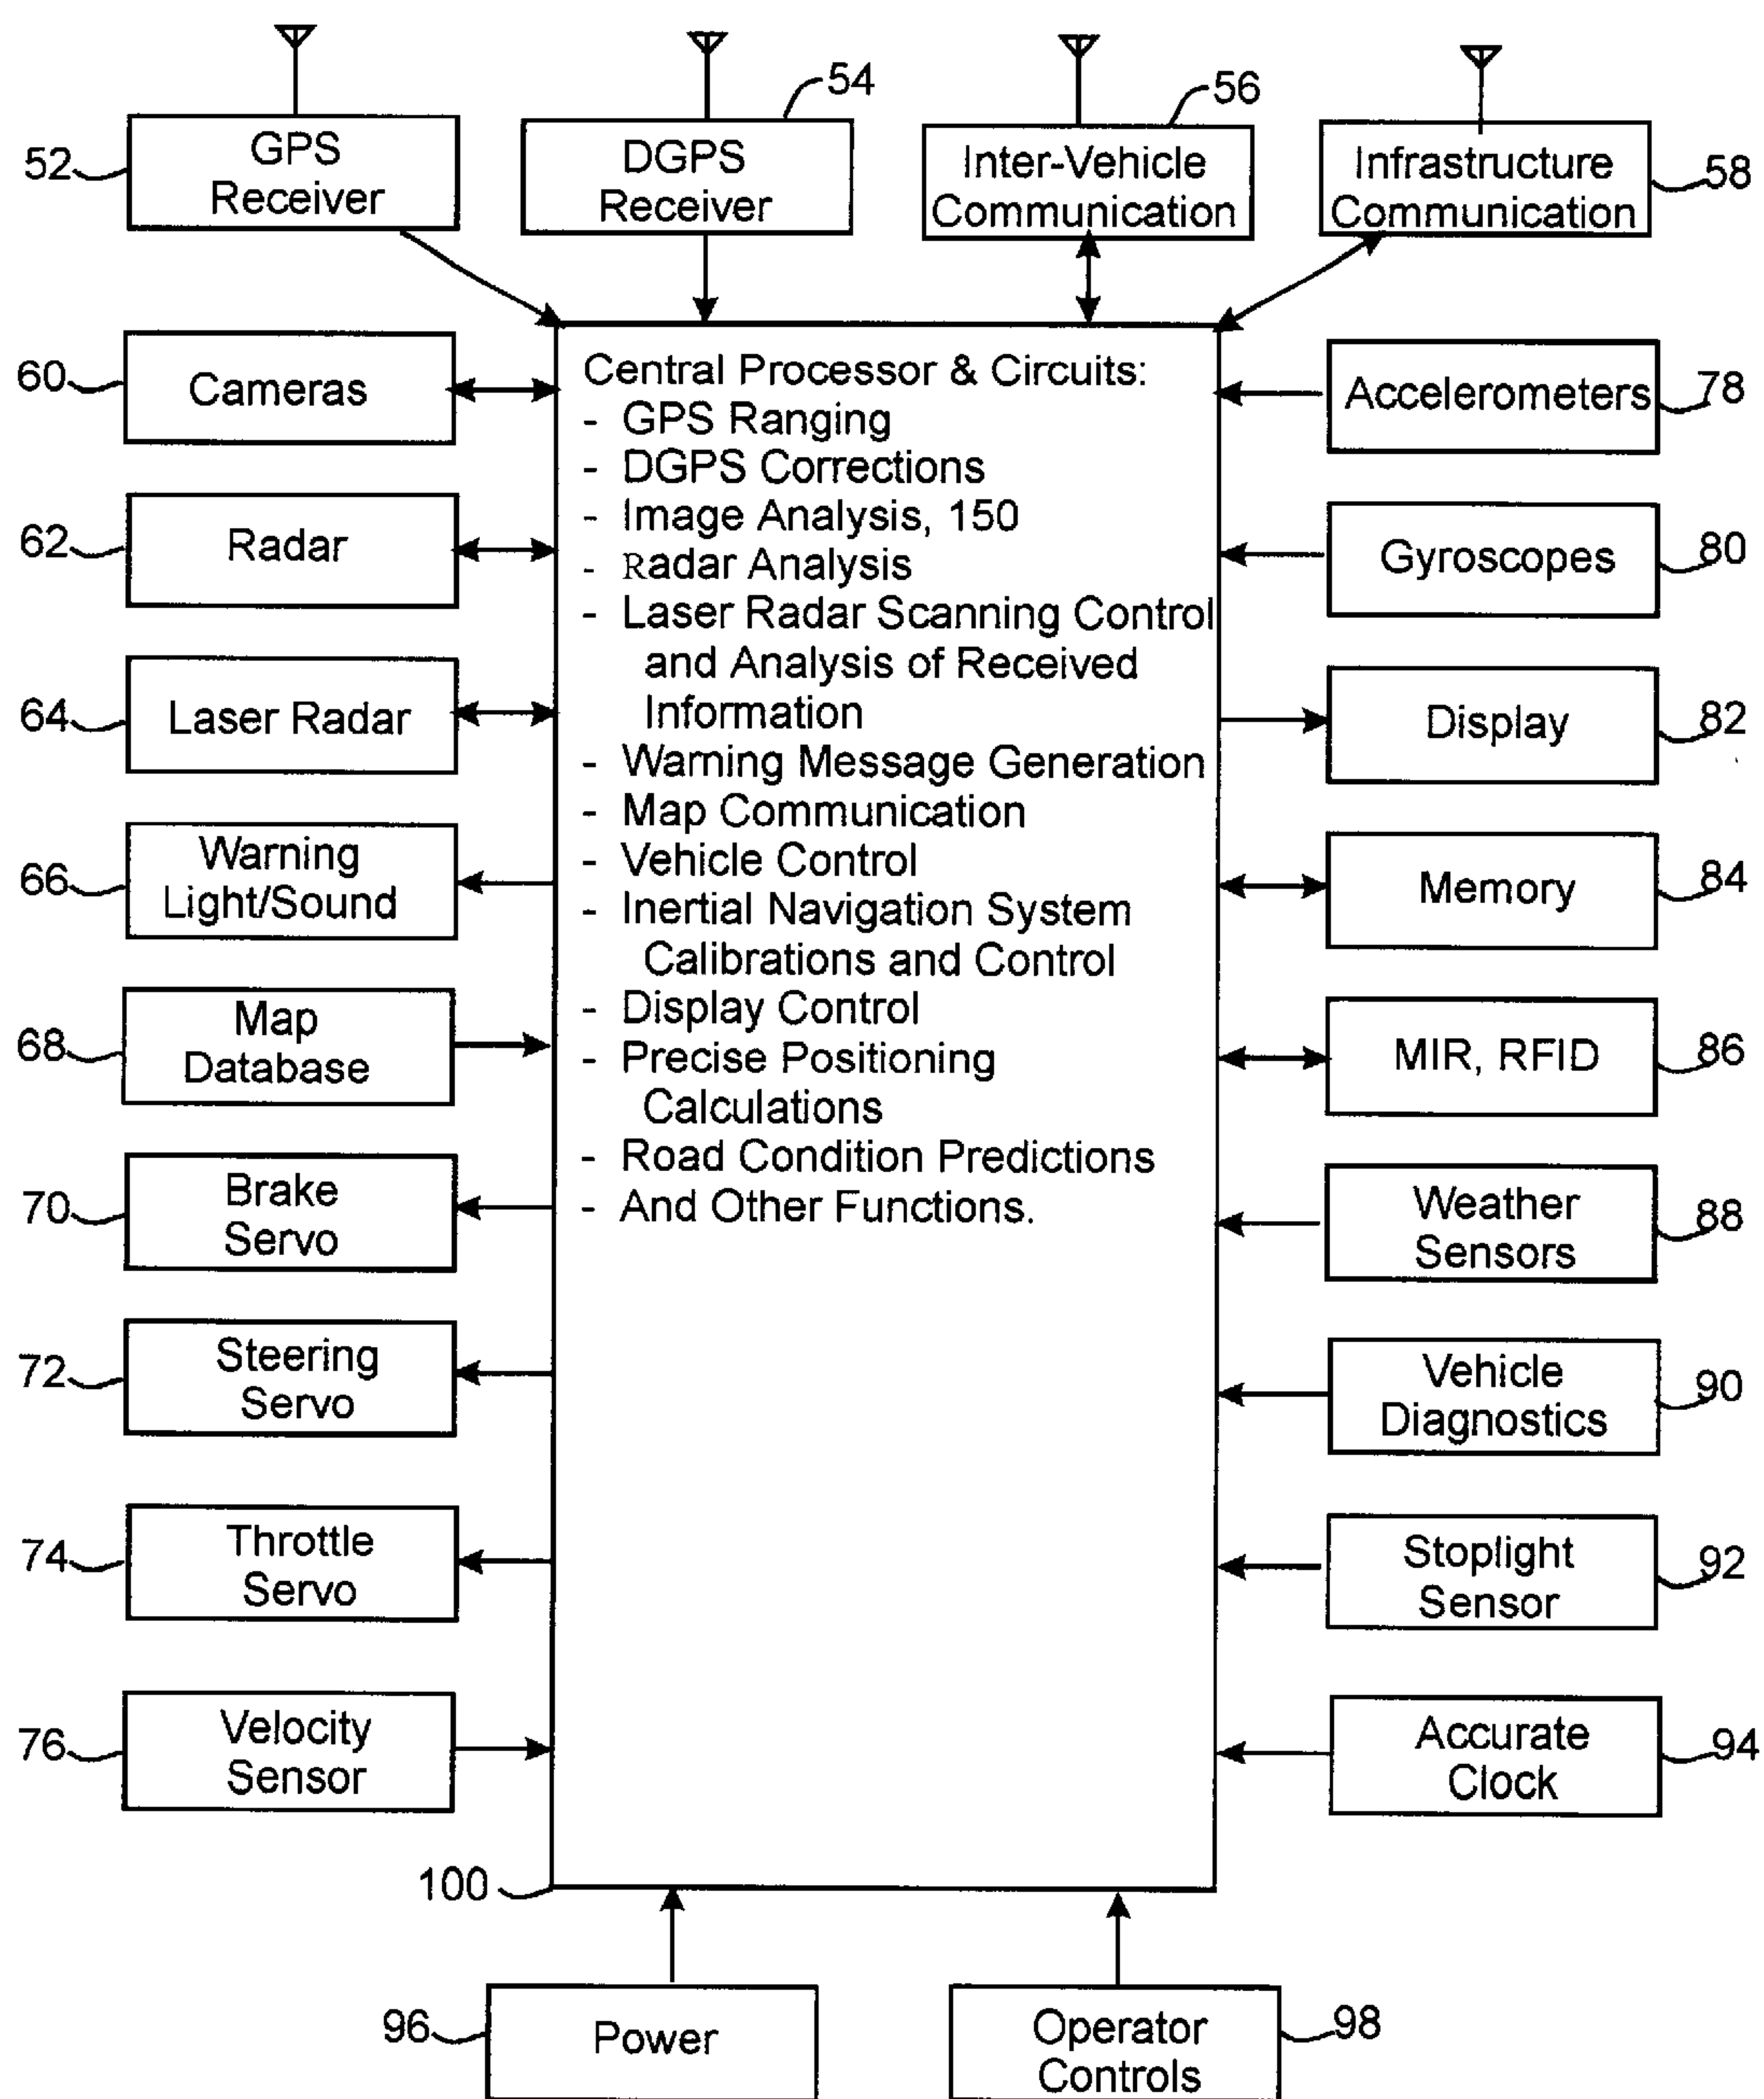 54
56
52
GPS
Receiver
DGPS
Receiver
Inter-Vehicle
Communication
Infrastructure
Communication
58
60
Cameras
62
Radar
64
Laser Radar
66
Warning
Light/Sound
68
Map
Database
70
Brake
Servo
72
Steering
Servo
74
Throttle
Servo
76
Velocity
Sensor
Central Processor & Circuits:
- GPS Ranging
- DGPS Corrections
- Image Analysis, 150
- Radar Analysis
- Laser Radar Scanning Control
and Analysis of Received
Information
- Warning Message Generation
- Map Communication
- Vehicle Control
- Inertial Navigation System
Calibrations and Control
- Display Control
- Precise Positioning
Calculations
- Road Condition Predictions
- And Other Functions.
Accelerometers
78
Gyroscopes
80
Display
82
Memory
84
MIR, RFID
86
Weather
Sensors
88
Vehicle
Diagnostics
90
Stoplight
Sensor
92
Accurate
Clock
94
100
96
Power
Operator
Controls
98